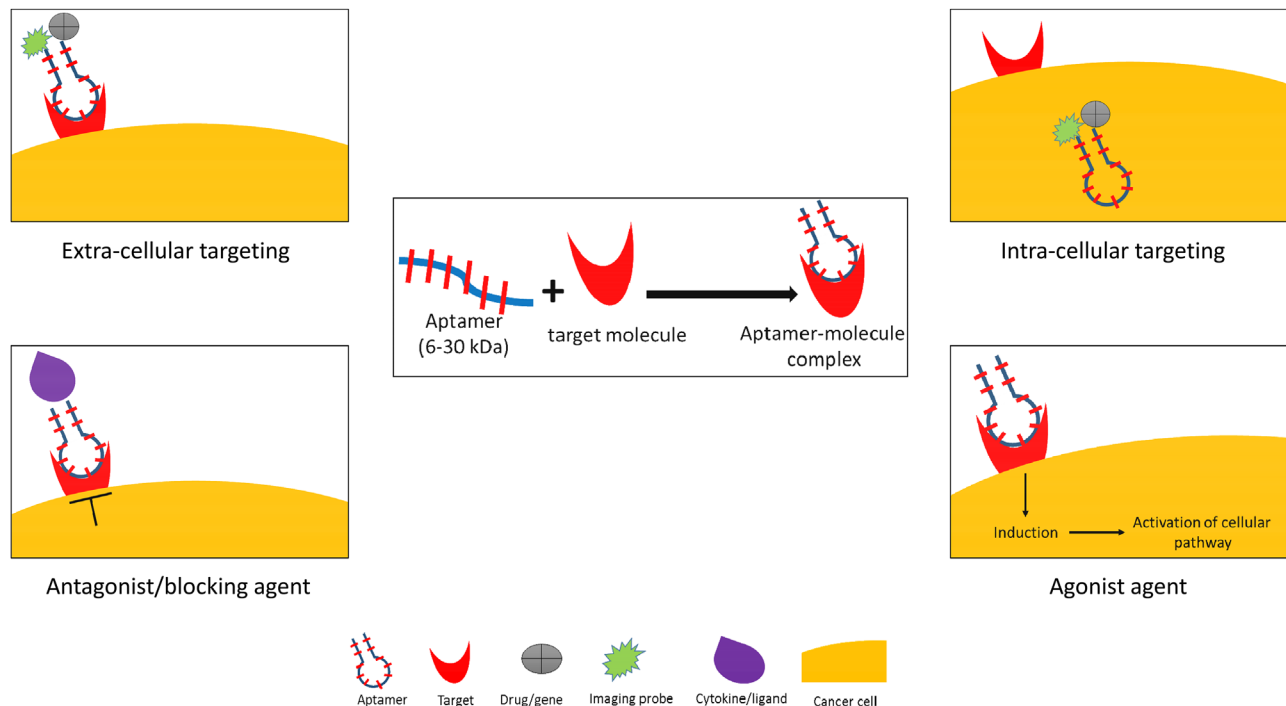 Extra-cellular targeting
Intra-cellular targeting
Aptamer
(6-30 kDa)
+
target molecule
Aptamer-molecule
complex
Antagonist/blocking agent
Induction
Activation of cellular
pathway
Agonist agent
Aptamer
Target
Drug/gene
Imaging probe
Cytokine/ligand
Cancer cell